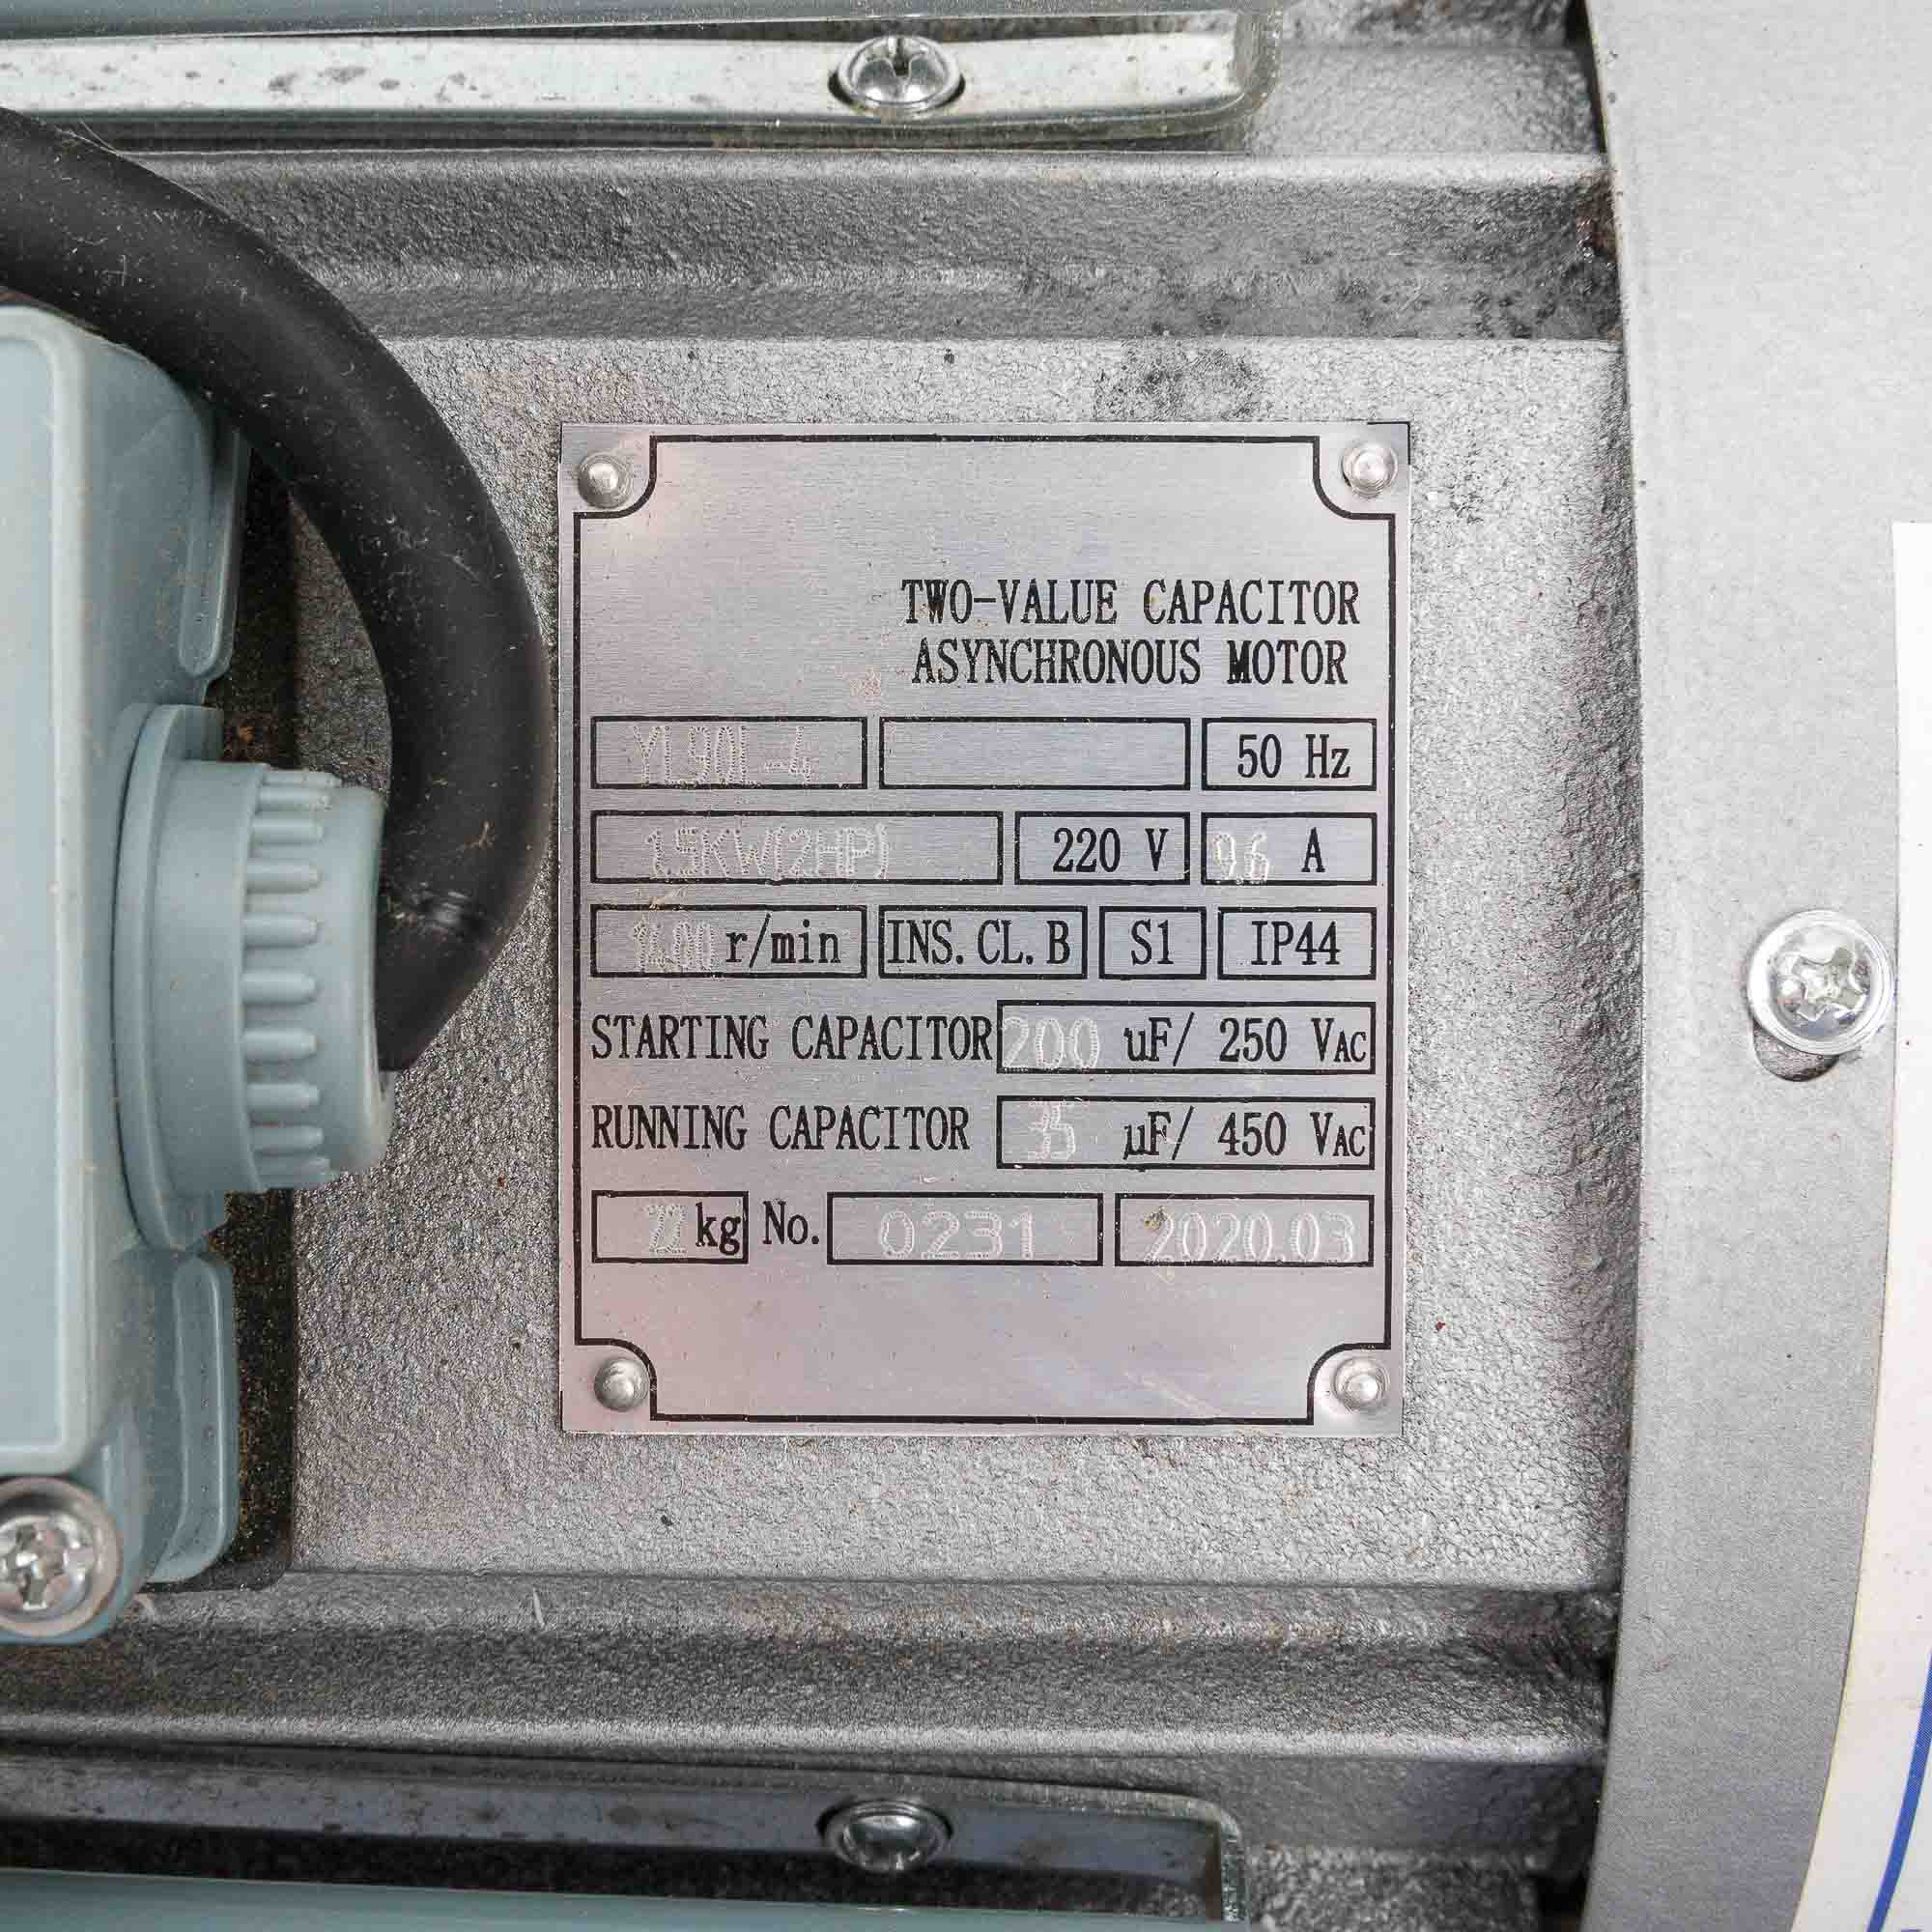 TWO-VALUE CAPACITOR
ASYNCHRONOUS MOTOR
YL90L-4 50 Hz
1.5KW(2HP) 220 V 9.6 A
1400 r/min INS. CL. B S1 IP44
STARTING CAPACITOR 200 uF/ 250 VAC
RUNNING CAPACITOR 35 μF/ 450 VAC
22 kg No. 0231 2020.03